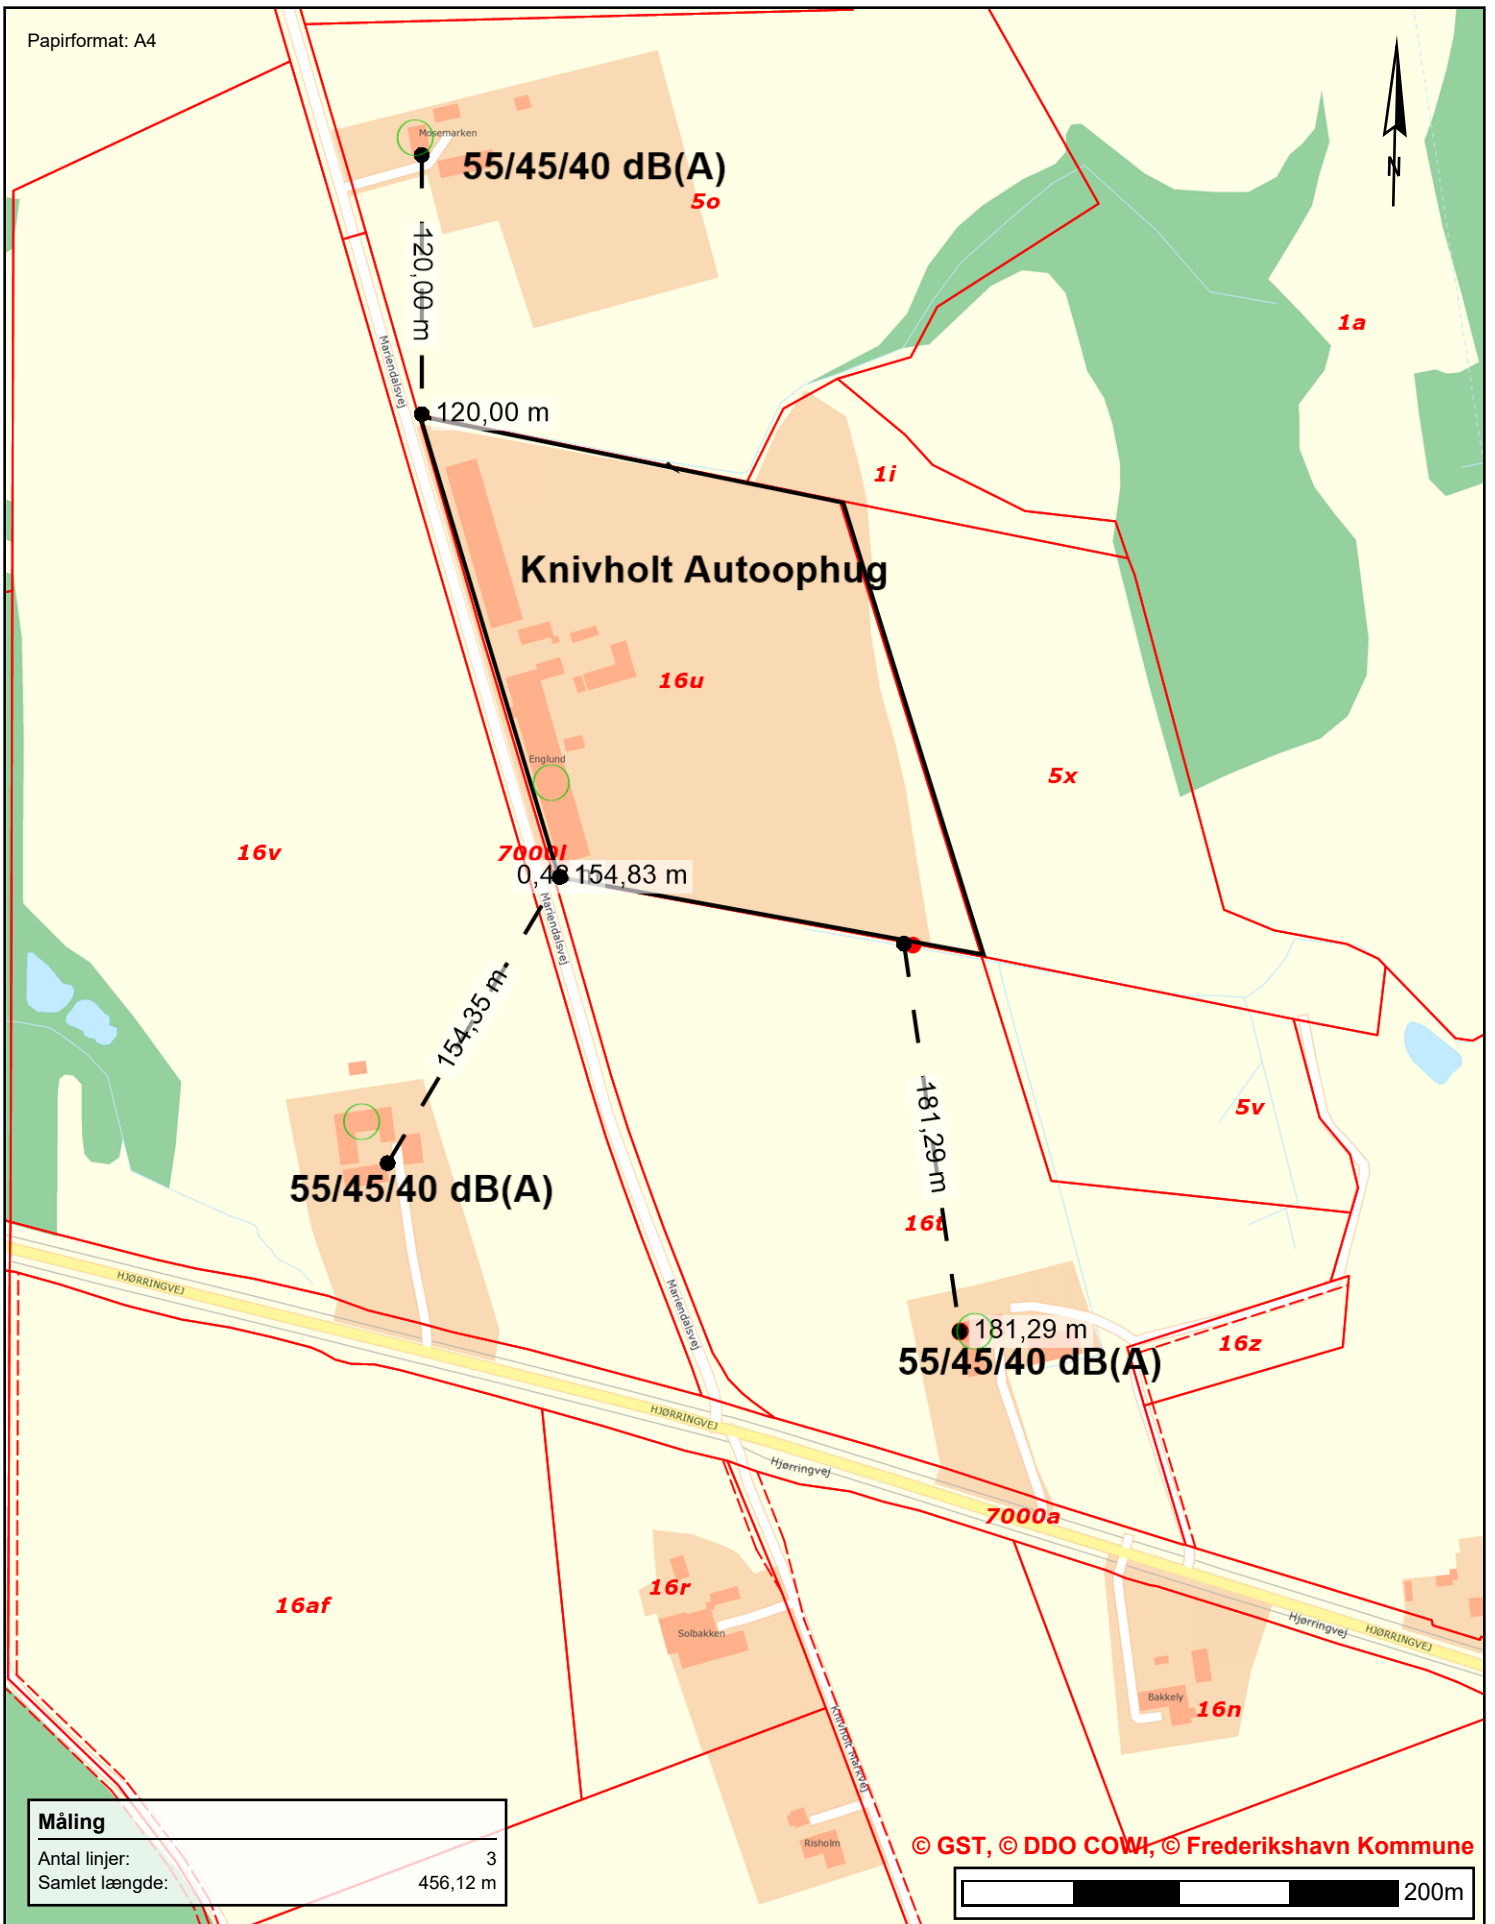 Papirformat: A4
N
Mosemarken
55/45/40 dB(A)
5o
120,00 m
1a
Mariendalsvej
120,00 m
1i
Knivholt Autoophug
16u
Englund
5x
16v
7000l
154,83 m
Mariendalsvej
154,35 m
181,29 m
5v
55/45/40 dB(A)
16t
HJØRRINGVEJ
Mariendalsvej
181,29 m
16z
55/45/40 dB(A)
HJØRRINGVEJ
Hjørringvej
7000a
16r
16af
Solbakken
Hjørringvej
HJØRRINGVEJ
Bakkely
16n
Knivholt Markvej
Risholm
Måling
Antal linjer: 3
Samlet længde: 456,12 m
© GST, © DDO COWI, © Frederikshavn Kommune
200m